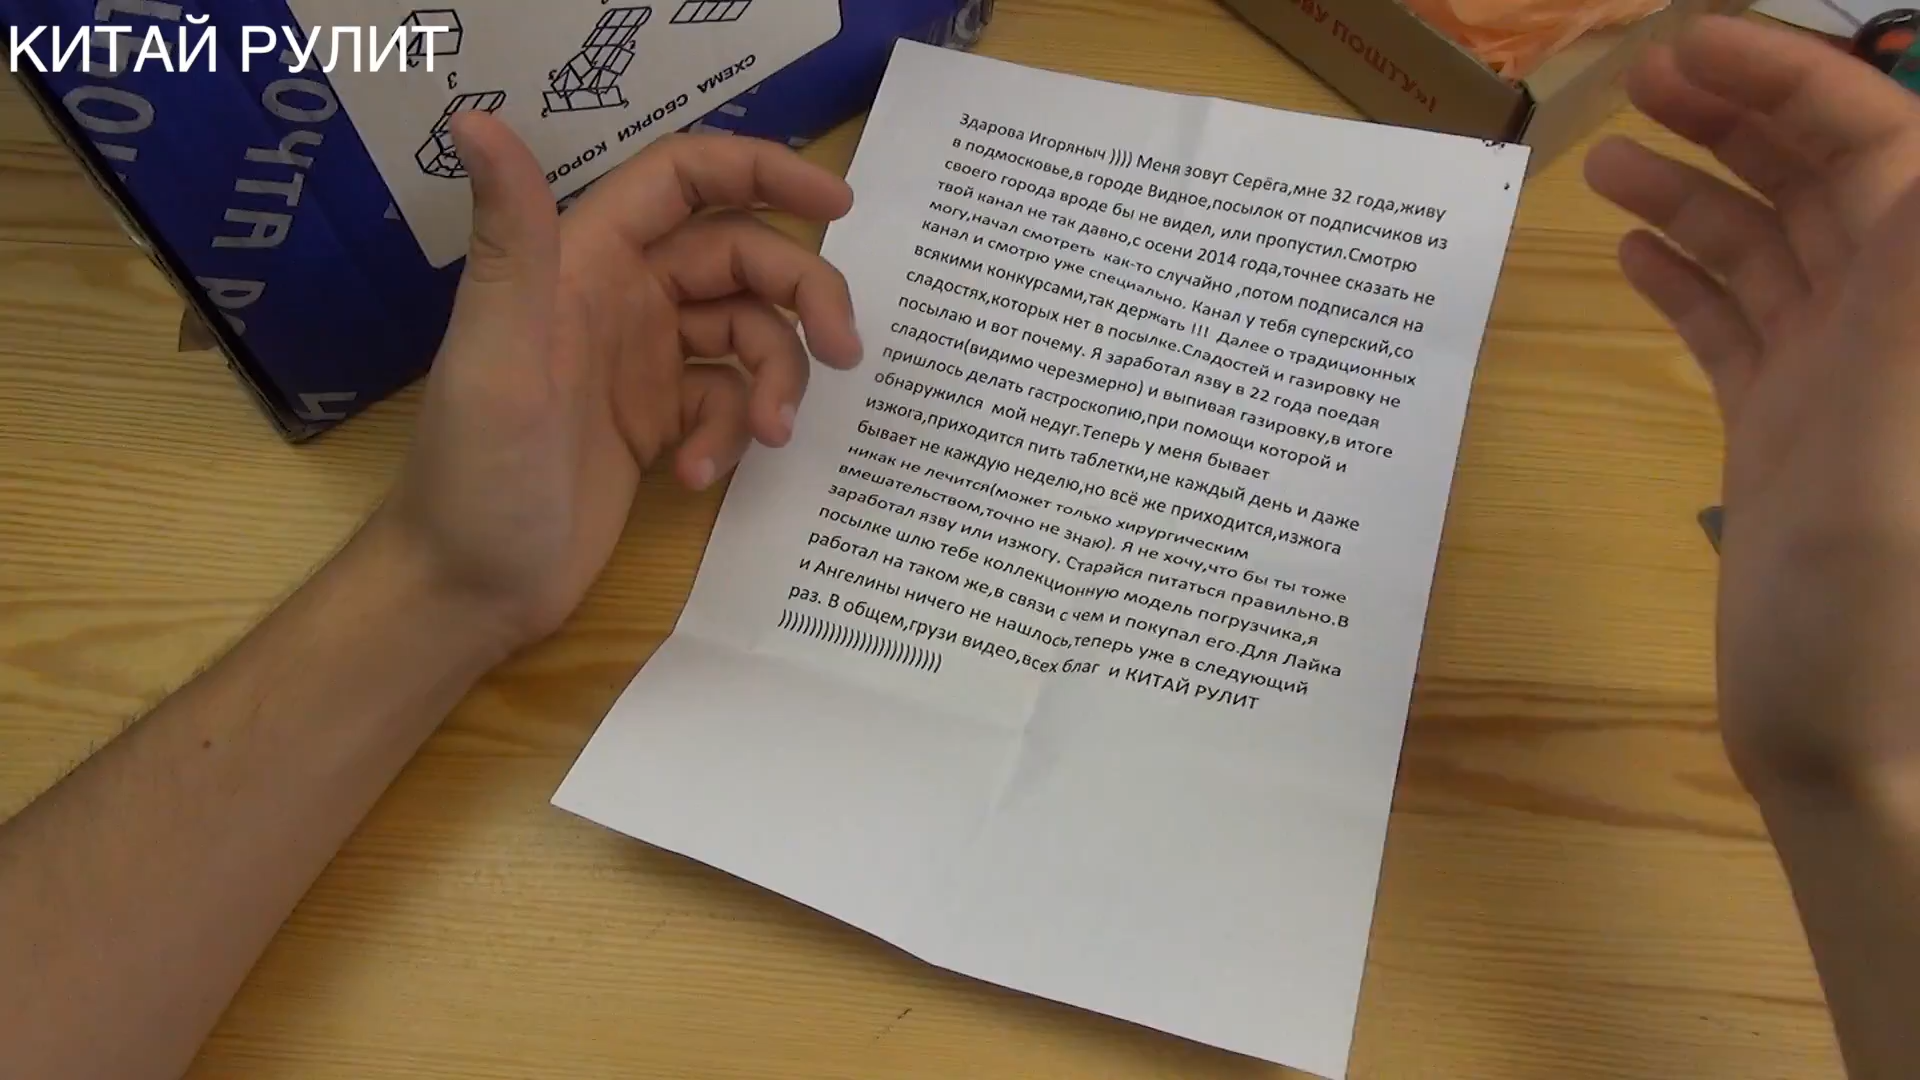 КИТАЙ РУЛИТ
СХЕМА СБОРКИ КОРОБ
ПОЧТА Р
Здарова Игоряныч )))) Меня зовут Серёга,мне 32 года,живу
в подмосковье,в городе Видное,посылок от подписчиков из
своего города вроде бы не видел, или пропустил.Смотрю
твой канал не так давно,с осени 2014 года,точнее сказать не
могу,начал смотреть как-то случайно ,потом подписался на
канал и смотрю уже специально. Канал у тебя суперский,со
всякими конкурсами,так держать !!! Далее о традиционных
сладостях,которых нет в посылке.Сладостей и газировку не
посылаю и вот почему. Я заработал язву в 22 года поедая
сладости(видимо черезмерно) и выпивая газировку,в итоге
пришлось делать гастроскопию,при помощи которой и
обнаружился мой недуг.Теперь у меня бывает
изжога,приходится пить таблетки,не каждый день и даже
бывает не каждую неделю,но всё же приходится,изжога
никак не лечится(может только хирургическим
вмешательством,точно не знаю). Я не хочу,что бы ты тоже
заработал язву или изжогу. Старайся питаться правильно.В
посылке шлю тебе коллекционную модель погрузчика,я
работал на таком же,в связи с чем и покупал его.Для Лайка
и Ангелины ничего не нашлось,теперь уже в следующий
раз. В общем,грузи видео,всех благ и КИТАЙ РУЛИТ
))))))))))))))))))))))))))